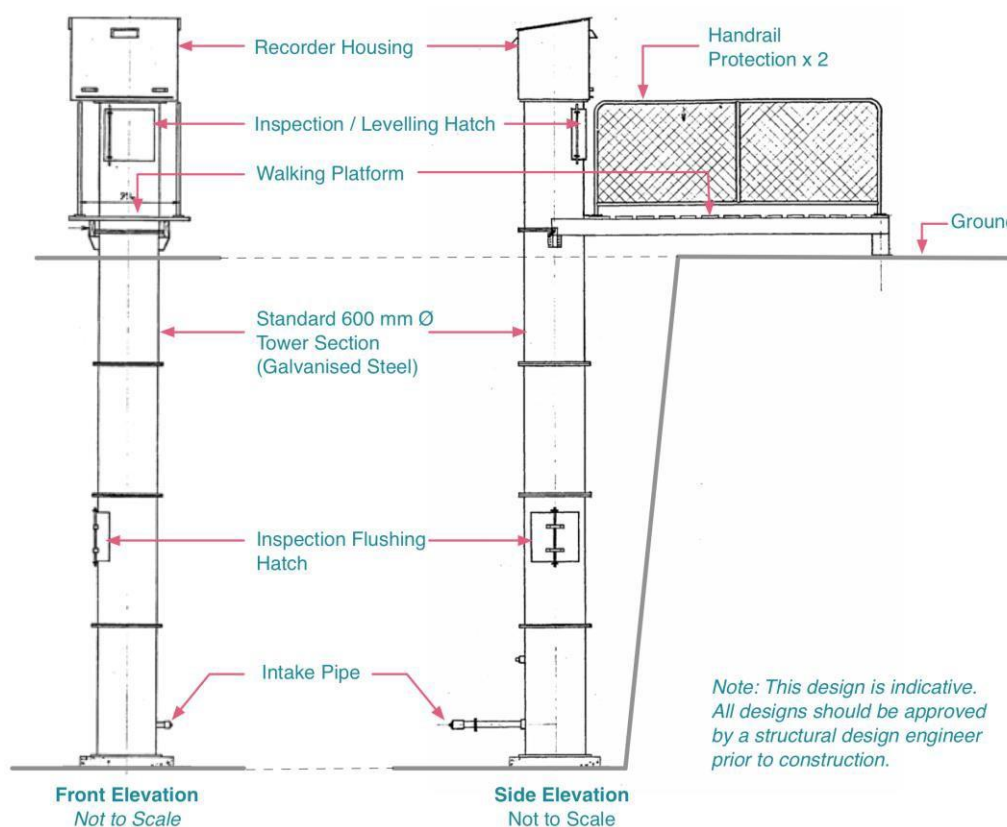 Recorder Housing
Handrail
Protection x 2
Inspection / Levelling Hatch
Walking Platform
Ground
Standard 600 mm Ø
Tower Section
(Galvanised Steel)
Inspection Flushing
Hatch
Intake Pipe
Note: This design is indicative.
All designs should be approved
by a structural design engineer
prior to construction.
Front Elevation
Not to Scale
Side Elevation
Not to Scale